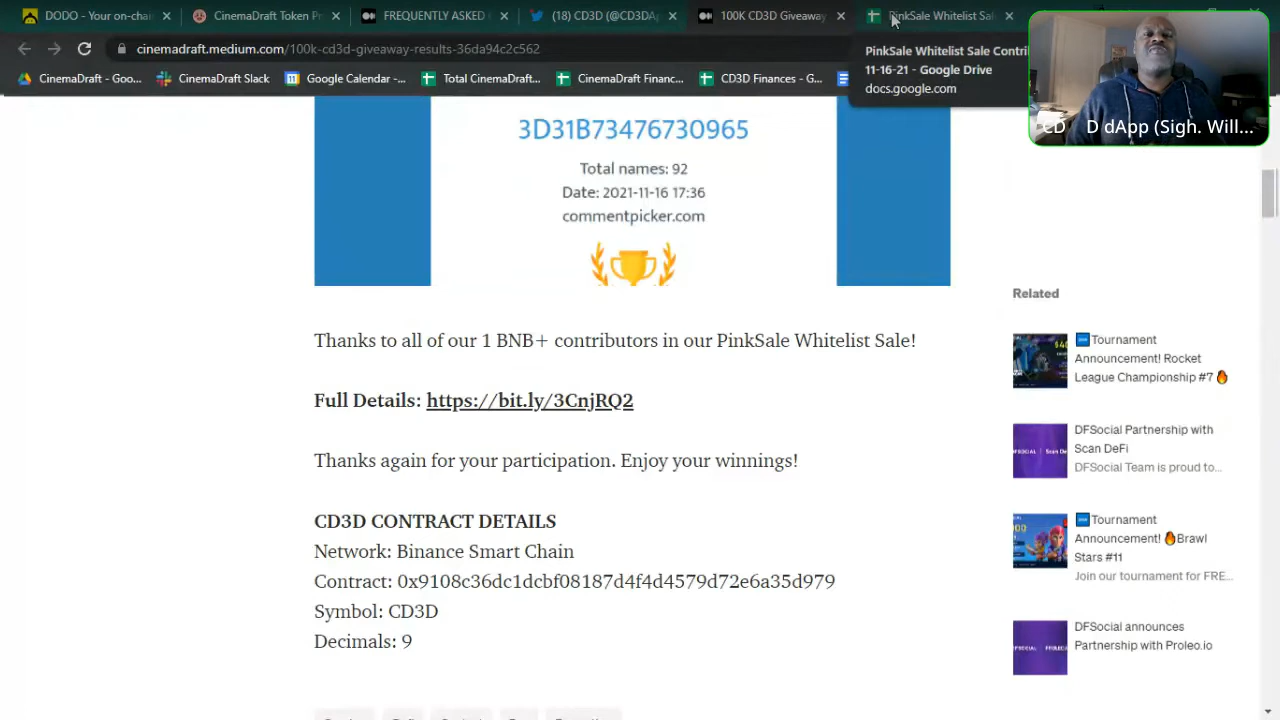 DODO - Your on-chain
CinemaDraft Token Pr
FREQUENTLY ASKED
(18) CD3D (@CD3DAp
100K CD3D Giveaway
PinkSale Whitelist Sale
cinemadraft.medium.com/100k-cd3d-giveaway-results-36da94c2c562
PinkSale Whitelist Sale Contri
11-16-21 - Google Drive
docs.google.com
CinemaDraft - Goo...
CinemaDraft Slack
Google Calendar -...
Total CinemaDraft...
CinemaDraft Financ...
CD3D Finances - G...
D dApp (Sigh. Will...
3D31B73476730965
Total names: 92
Date: 2021-11-16 17:36
commentpicker.com
Thanks to all of our 1 BNB+ contributors in our PinkSale Whitelist Sale!
Full Details: https://bit.ly/3CnjRQ2
Thanks again for your participation. Enjoy your winnings!
CD3D CONTRACT DETAILS
Network: Binance Smart Chain
Contract: 0x9108c36dc1dcbf08187d4f4d4579d72e6a35d979
Symbol: CD3D
Decimals: 9
Related
Tournament
Announcement! Rocket
League Championship #7
DFSocial Partnership with
Scan DeFi
DFSocial Team is proud to...
Tournament
Announcement! Brawl
Stars #11
Join our tournament for FRE...
DFSocial announces
Partnership with Proleo.io